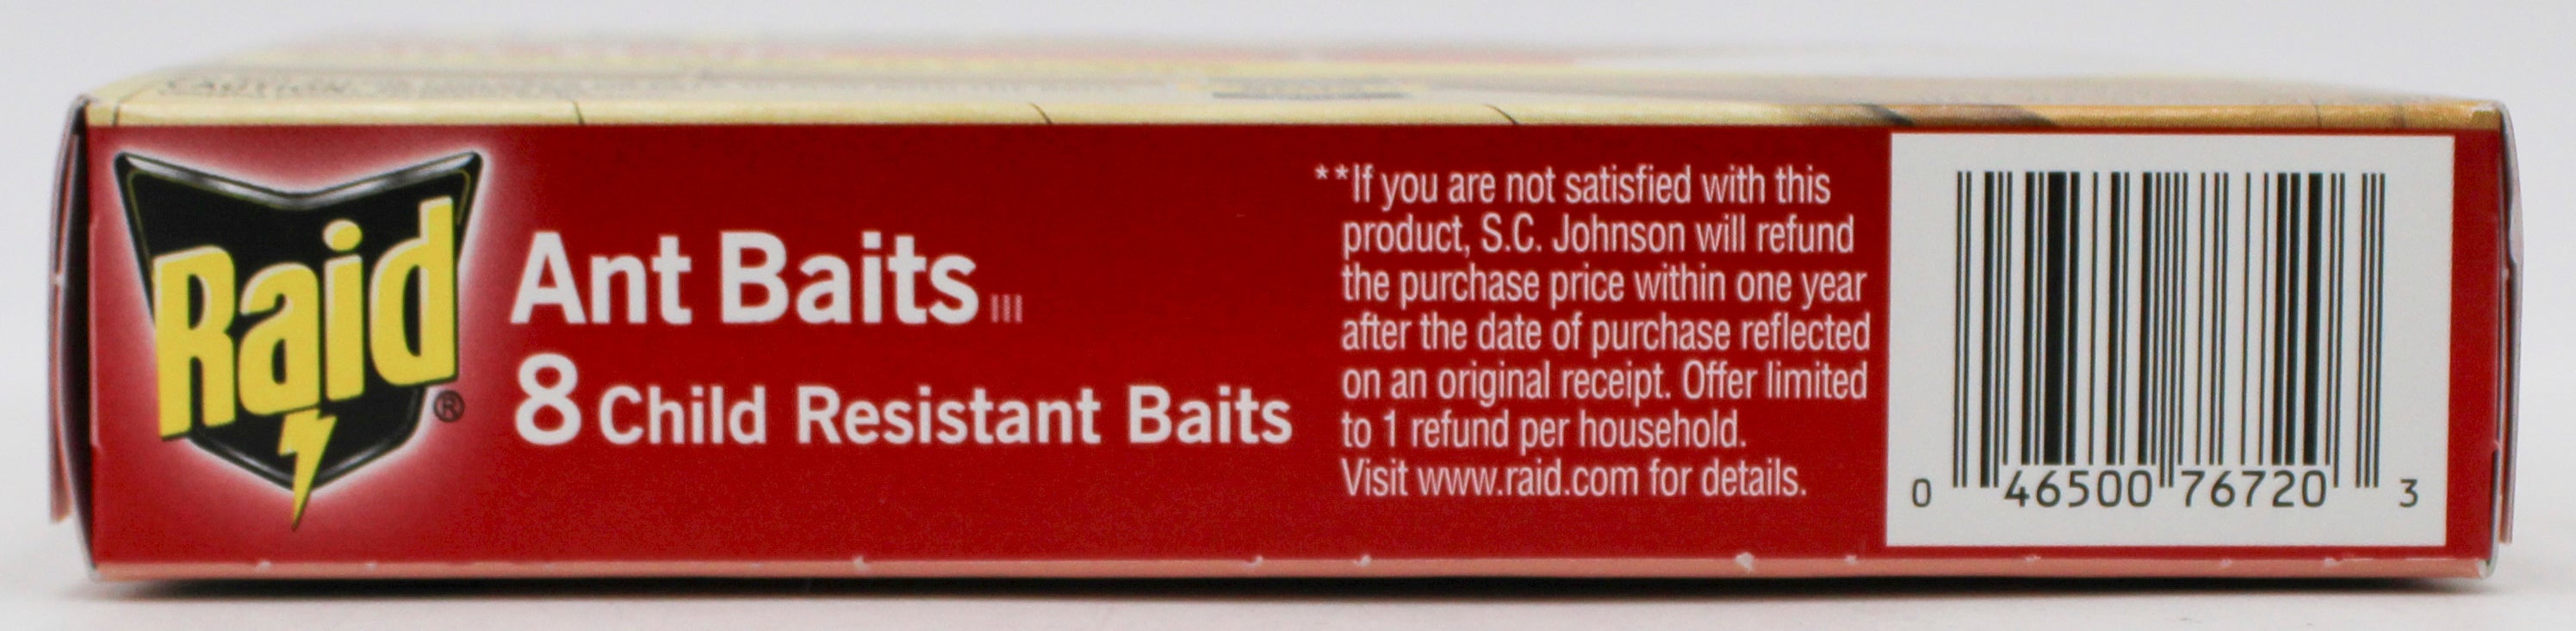 CAUTION:
Raid®
Ant Baits III
8 Child Resistant Baits
**If you are not satisfied with this
product, S.C. Johnson will refund
the purchase price within one year
after the date of purchase reflected
on an original receipt. Offer limited
to 1 refund per household.
Visit www.raid.com for details.
0 46500 76720 3